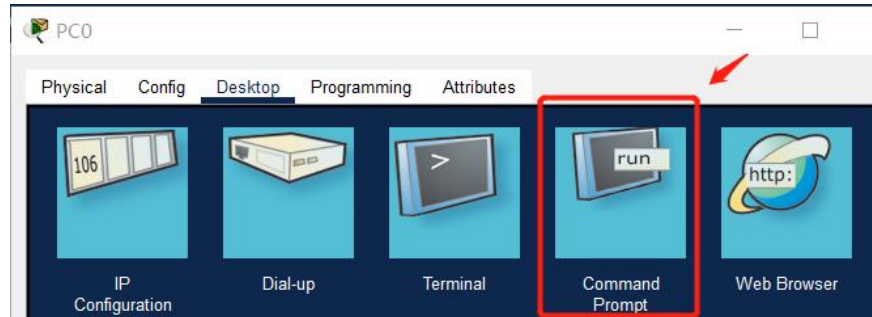 PC0
Physical Config Desktop Programming Attributes
106
>
run
http:
IP
Configuration
Dial-up
Terminal
Command
Prompt
Web Browser